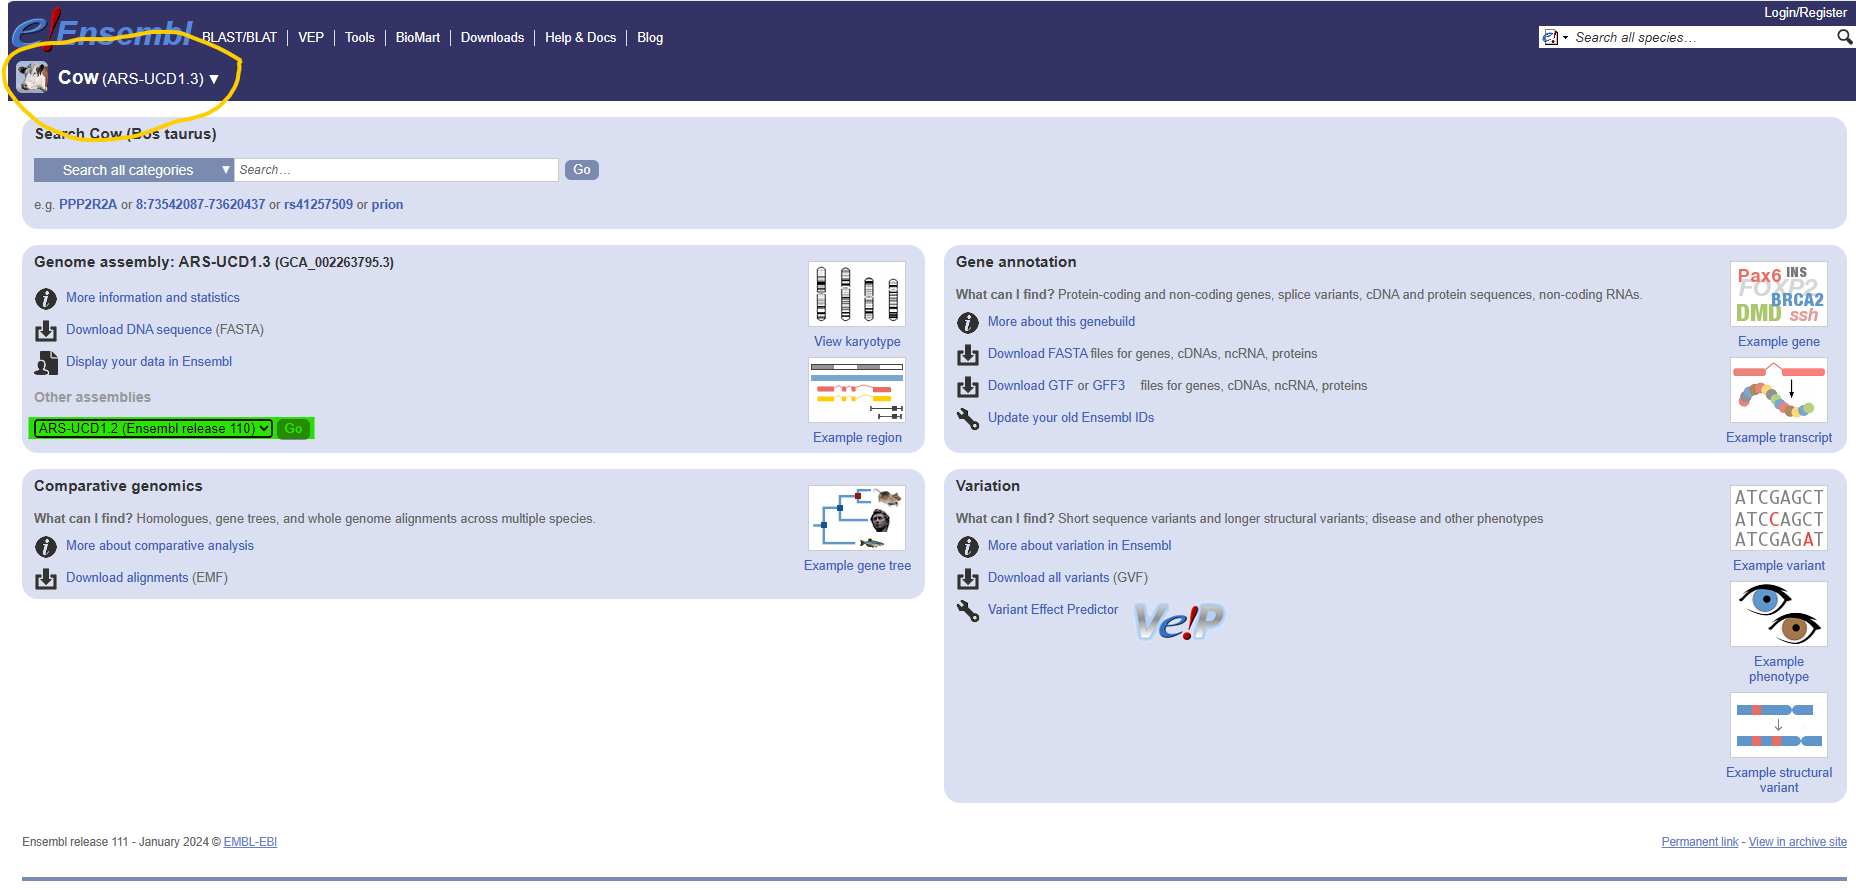 Login/Register
e!Ensembl BLAST/BLAT | VEP | Tools | BioMart | Downloads | Help & Docs | Blog
e! Search all species…
Cow (ARS-UCD1.3) ▼
Search Cow (Bos taurus)
Search all categories ▼ Search… Go
e.g. PPP2R2A or 8:73542087-73620437 or rs41257509 or prion
Genome assembly: ARS-UCD1.3 (GCA_002263795.3)
More information and statistics
Download DNA sequence (FASTA)
Display your data in Ensembl
Other assemblies
ARS-UCD1.2 (Ensembl release 110) Go
View karyotype
Example region
Gene annotation
What can I find? Protein-coding and non-coding genes, splice variants, cDNA and protein sequences, non-coding RNAs.
More about this genebuild
Download FASTA files for genes, cDNAs, ncRNA, proteins
Download GTF or GFF3 files for genes, cDNAs, ncRNA, proteins
Update your old Ensembl IDs
Pax6 INS
FOXP2
BRCA2
DMD ssh
Example gene
Example transcript
Comparative genomics
What can I find? Homologues, gene trees, and whole genome alignments across multiple species.
More about comparative analysis
Download alignments (EMF)
Example gene tree
Variation
What can I find? Short sequence variants and longer structural variants; disease and other phenotypes
More about variation in Ensembl
Download all variants (GVF)
Variant Effect Predictor Ve!P
ATCGAGCT
ATCCAGCT
ATCGAGAT
Example variant
Example
phenotype
Example structural
variant
Ensembl release 111 - January 2024 © EMBL-EBI
Permanent link - View in archive site